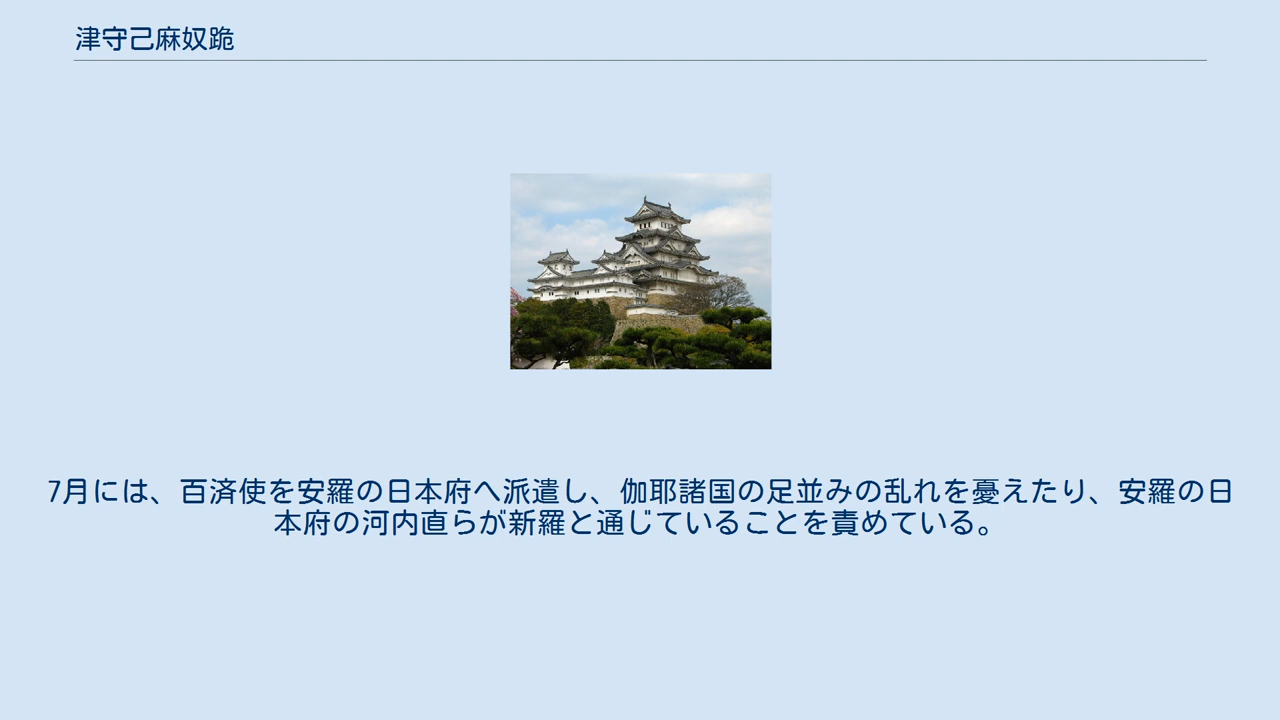 津守己麻奴跪
7月には、百済使を安羅の日本府へ派遣し、伽耶諸国の足並みの乱れを憂えたり、安羅の日
本府の河内直らが新羅と通じていることを責めている。